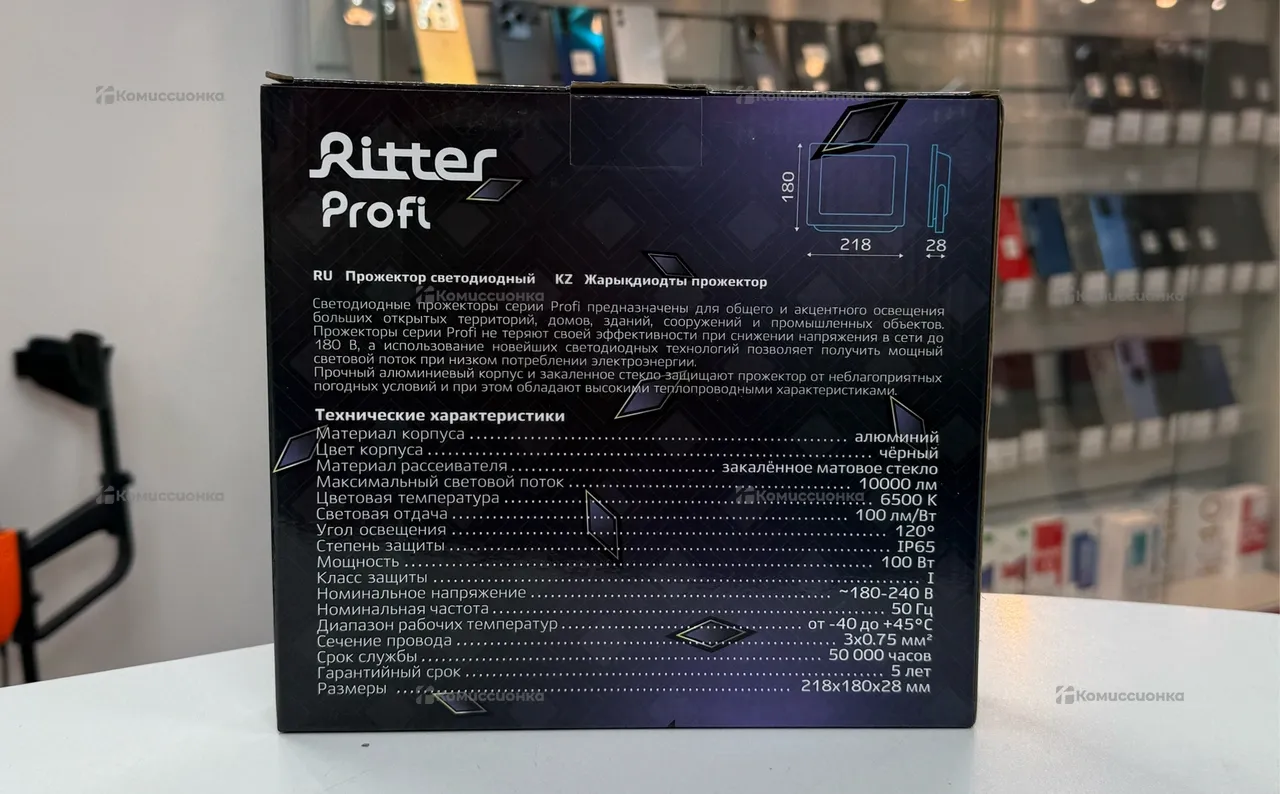 Ritter
Profi
180
218
28
RU Прожектор светодиодный KZ Жарықдиодты прожектор
Светодиодные прожекторы серии Profi предназначены для общего и акцентного освещения
больших открытых территорий, домов, зданий, сооружений и промышленных объектов.
Прожекторы серии Profi не теряют своей эффективности при снижении напряжения в сети до
180 В, а использование новейших светодиодных технологий позволяет получить мощный
световой поток при низком потреблении электроэнергии.
Прочный алюминиевый корпус и закаленное стекло защищают прожектор от неблагоприятных
погодных условий и при этом обладают высокими теплопроводными характеристиками.
Технические характеристики
Материал корпуса алюминий
Цвет корпуса чёрный
Материал рассеивателя закалённое матовое стекло
Максимальный световой поток 10000 лм
Цветовая температура 6500 К
Световая отдача 100 лм/Вт
Угол освещения 120°
Степень защиты IP65
Мощность 100 Вт
Класс защиты I
Номинальное напряжение ~180-240 В
Номинальная частота 50 Гц
Диапазон рабочих температур от -40 до +45°С
Сечение провода 3х0.75 мм²
Срок службы 50 000 часов
Гарантийный срок 5 лет
Размеры 218х180х28 мм
Комиссионка
Комиссионка
Комиссионка
Комиссионка
Комиссионка
Комиссионка
Комиссионка
Комиссионка